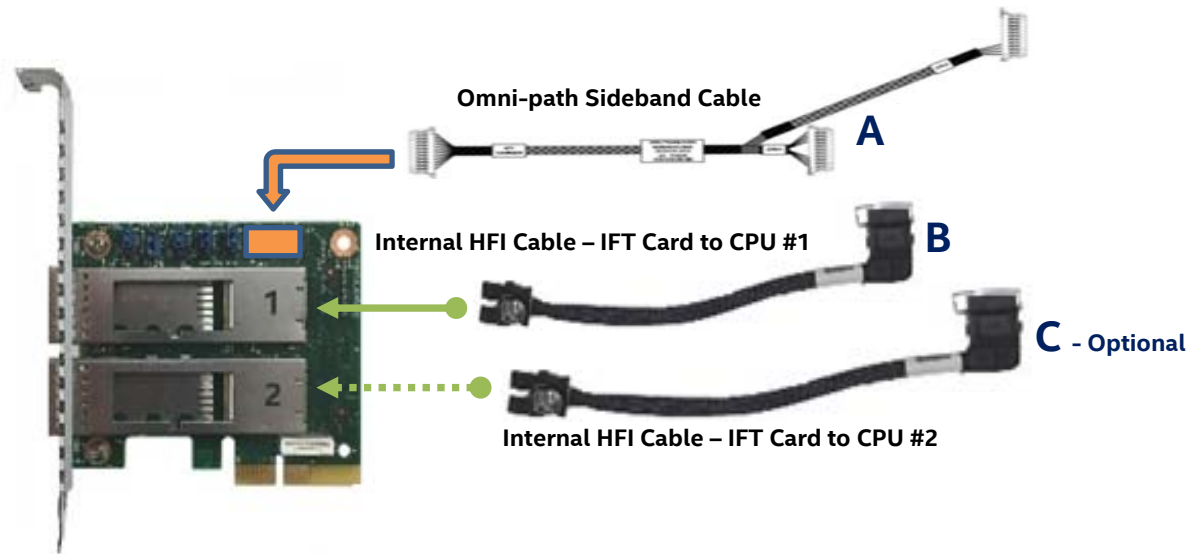 Omni-path Sideband Cable
A
Internal HFI Cable – IFT Card to CPU #1
B
1
C - Optional
2
Internal HFI Cable – IFT Card to CPU #2